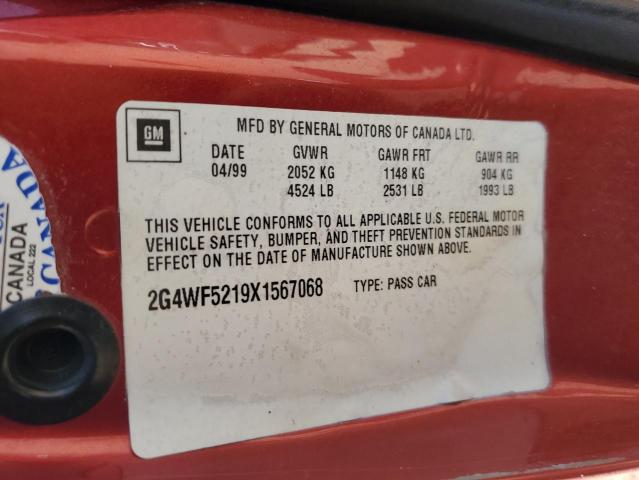 GM
MFD BY GENERAL MOTORS OF CANADA LTD.
DATE GVWR GAWR FRT GAWR RR
04/99 2052 KG 1148 KG 904 KG
4524 LB 2531 LB 1993 LB
THIS VEHICLE CONFORMS TO ALL APPLICABLE U.S. FEDERAL MOTOR
VEHICLE SAFETY, BUMPER, AND THEFT PREVENTION STANDARDS IN
EFFECT ON THE DATE OF MANUFACTURE SHOWN ABOVE.
2G4WF5219X1567068 TYPE: PASS CAR
CANADA
LOCAL 222
CANADA